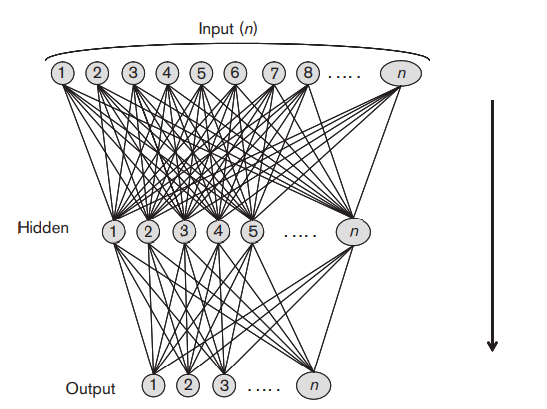 Input (n)
1 2 3 4 5 6 7 8 ..... n
Hidden 1 2 3 4 5 ..... n
Output 1 2 3 ..... n